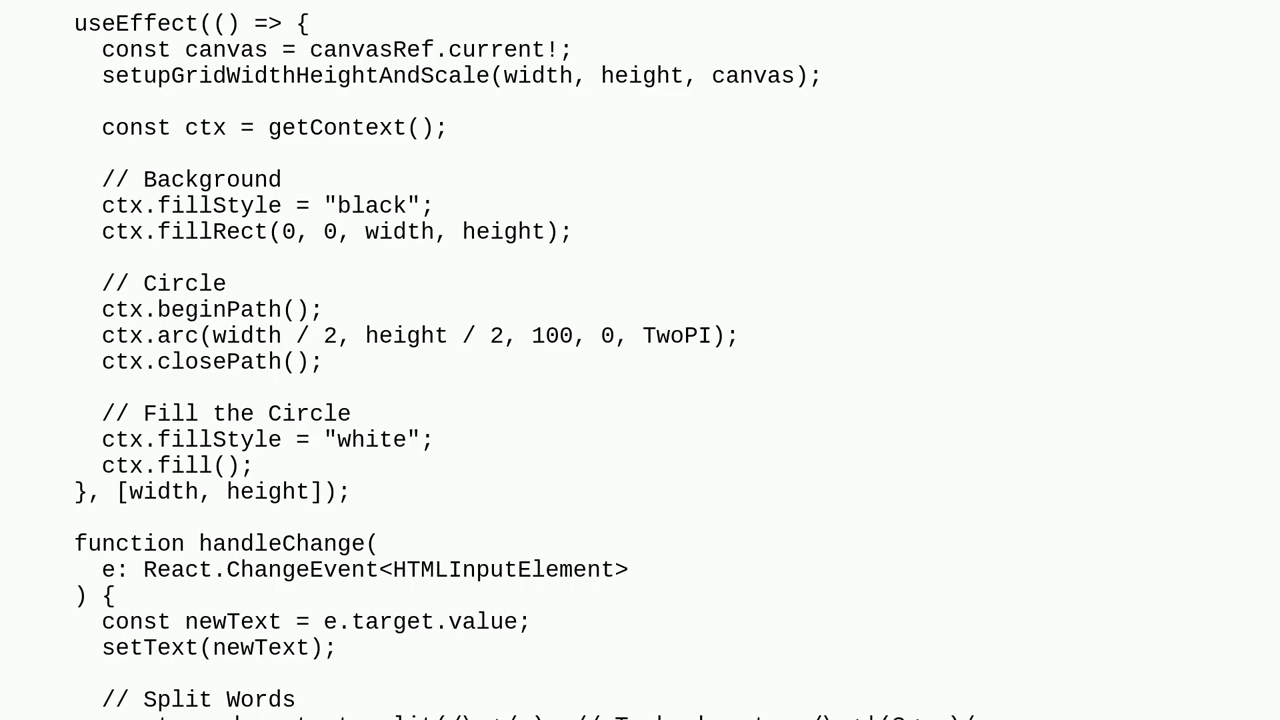 useEffect(() => {
  const canvas = canvasRef.current!;
  setupGridWidthHeightAndScale(width, height, canvas);

  const ctx = getContext();

  // Background
  ctx.fillStyle = "black";
  ctx.fillRect(0, 0, width, height);

  // Circle
  ctx.beginPath();
  ctx.arc(width / 2, height / 2, 100, 0, TwoPI);
  ctx.closePath();

  // Fill the Circle
  ctx.fillStyle = "white";
  ctx.fill();
}, [width, height]);

function handleChange(
  e: React.ChangeEvent<HTMLInputElement>
) {
  const newText = e.target.value;
  setText(newText);

  // Split Words